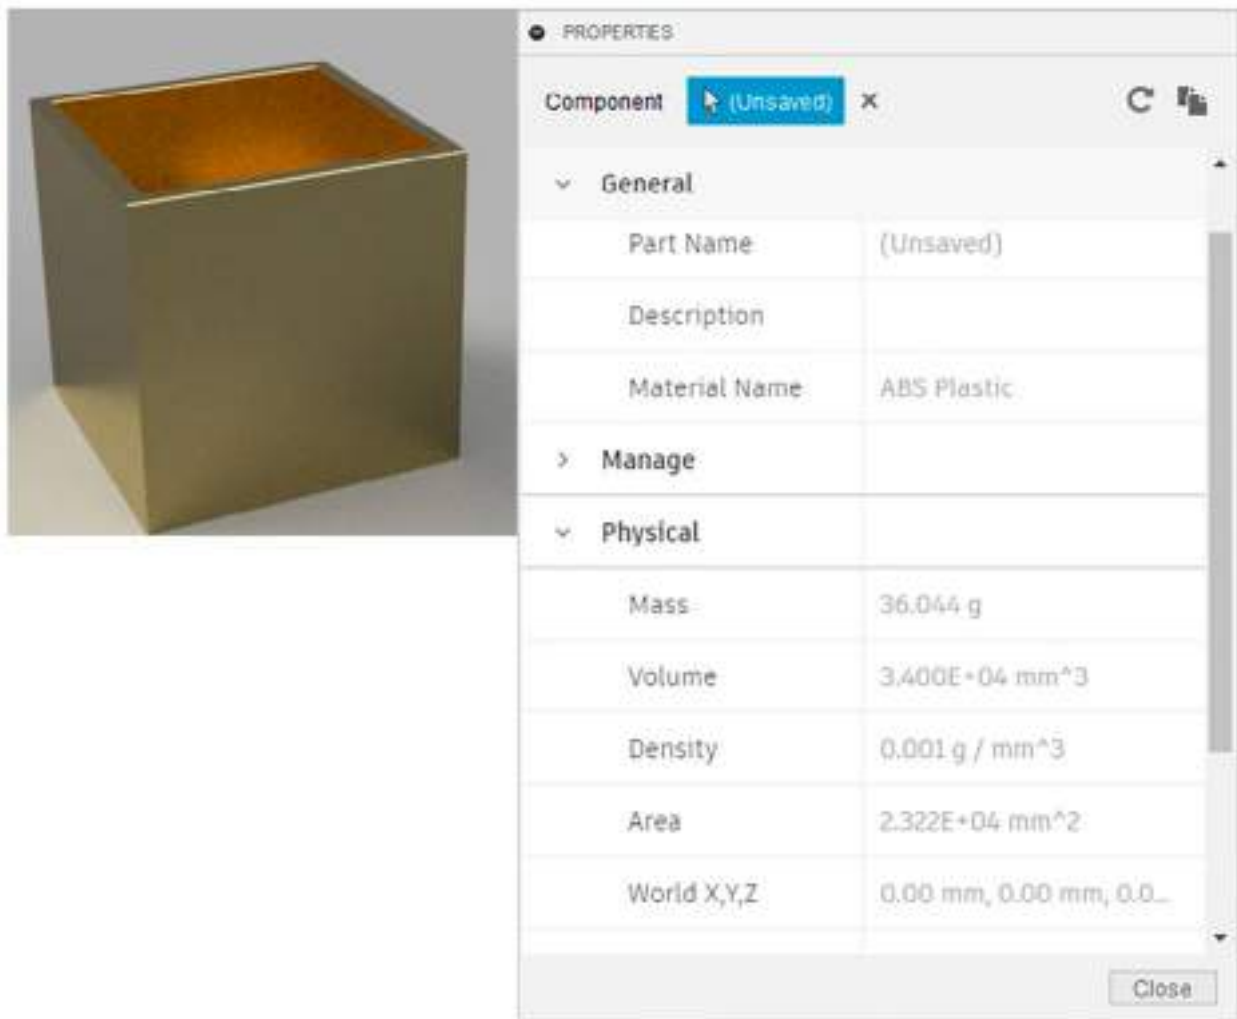 PROPERTIES
Component (Unsaved)
General
Part Name (Unsaved)
Description
Material Name ABS Plastic
Manage
Physical
Mass 36.044 g
Volume 3.400E+04 mm^3
Density 0.001 g / mm^3
Area 2.322E+04 mm^2
World X,Y,Z 0.00 mm, 0.00 mm, 0.0...
Close